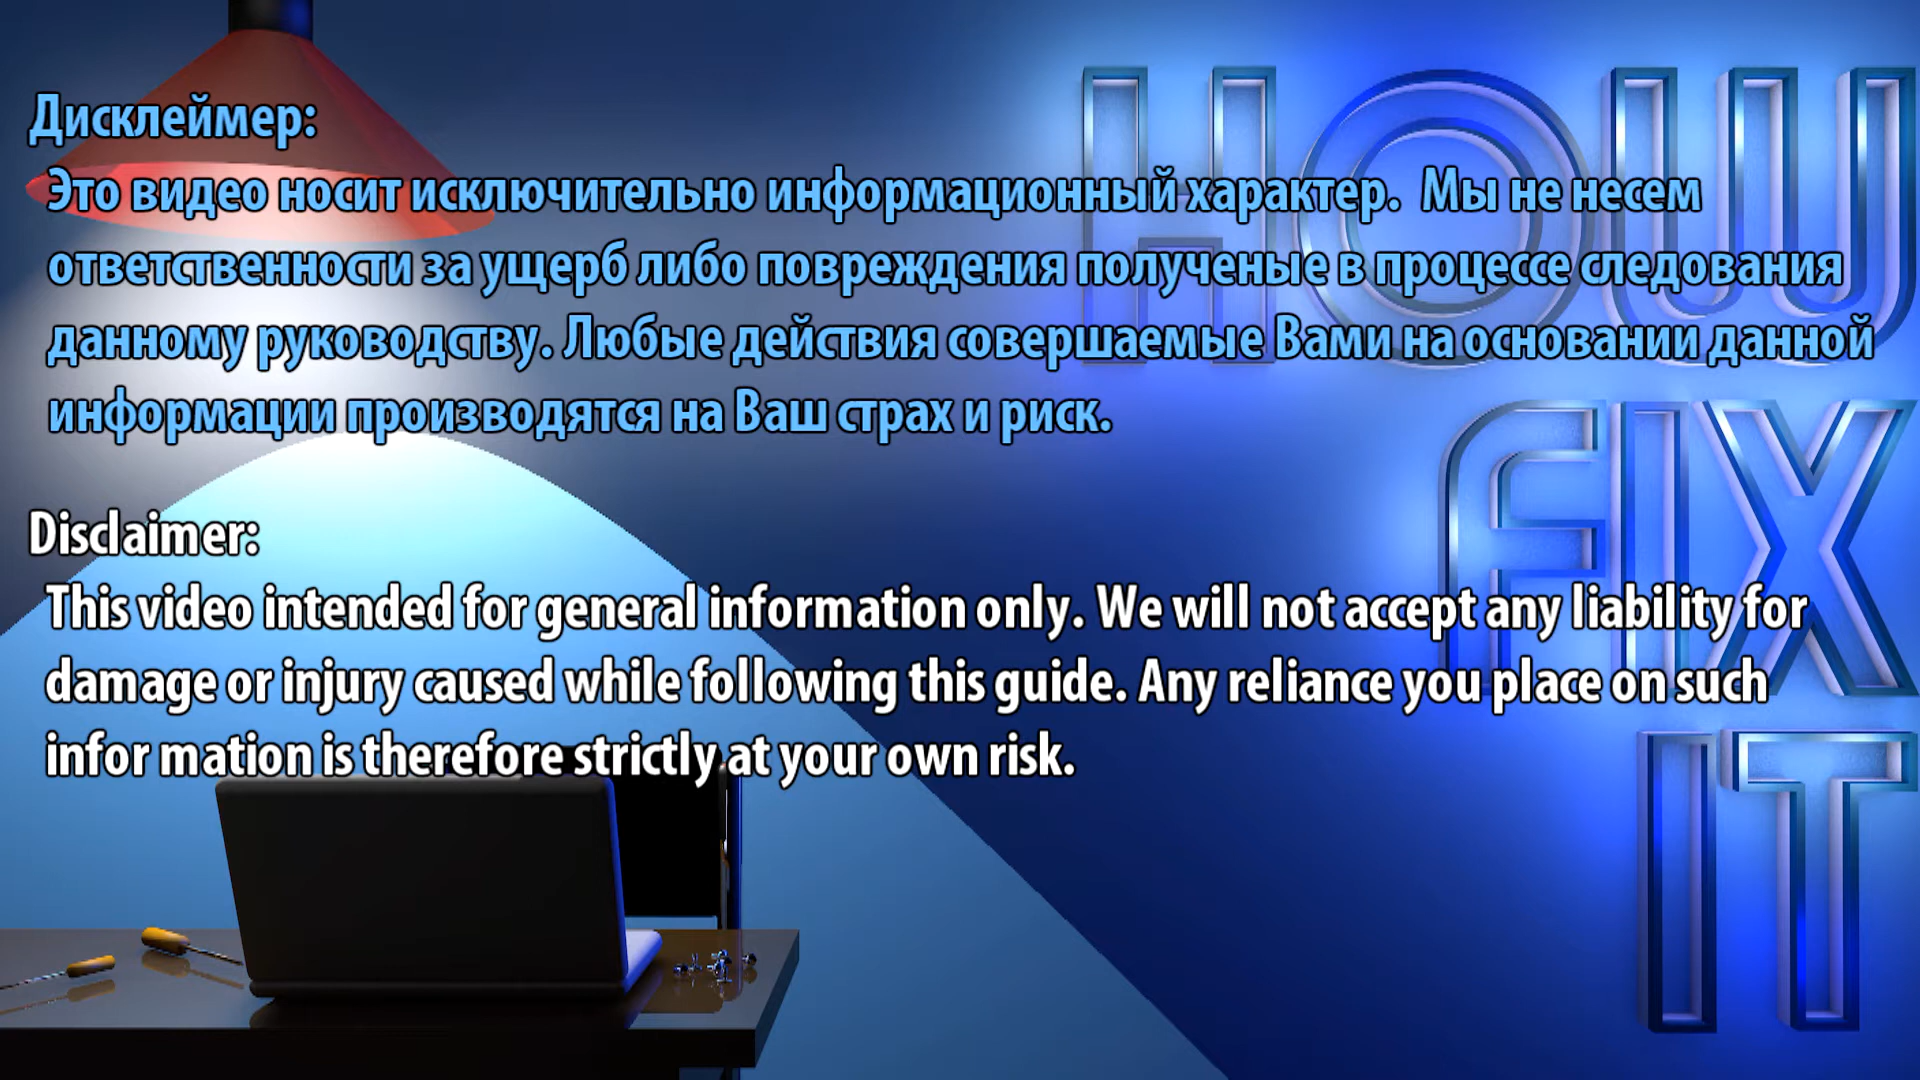 Дисклеймер:
Это видео носит исключительно информационный характер. Мы не несем
ответственности за ущерб либо повреждения полученые в процессе следования
данному руководству. Любые действия совершаемые Вами на основании данной
информации производятся на Ваш страх и риск.
Disclaimer:
This video intended for general information only. We will not accept any liability for
damage or injury caused while following this guide. Any reliance you place on such
infor mation is therefore strictly at your own risk.
HOW
FIX
IT